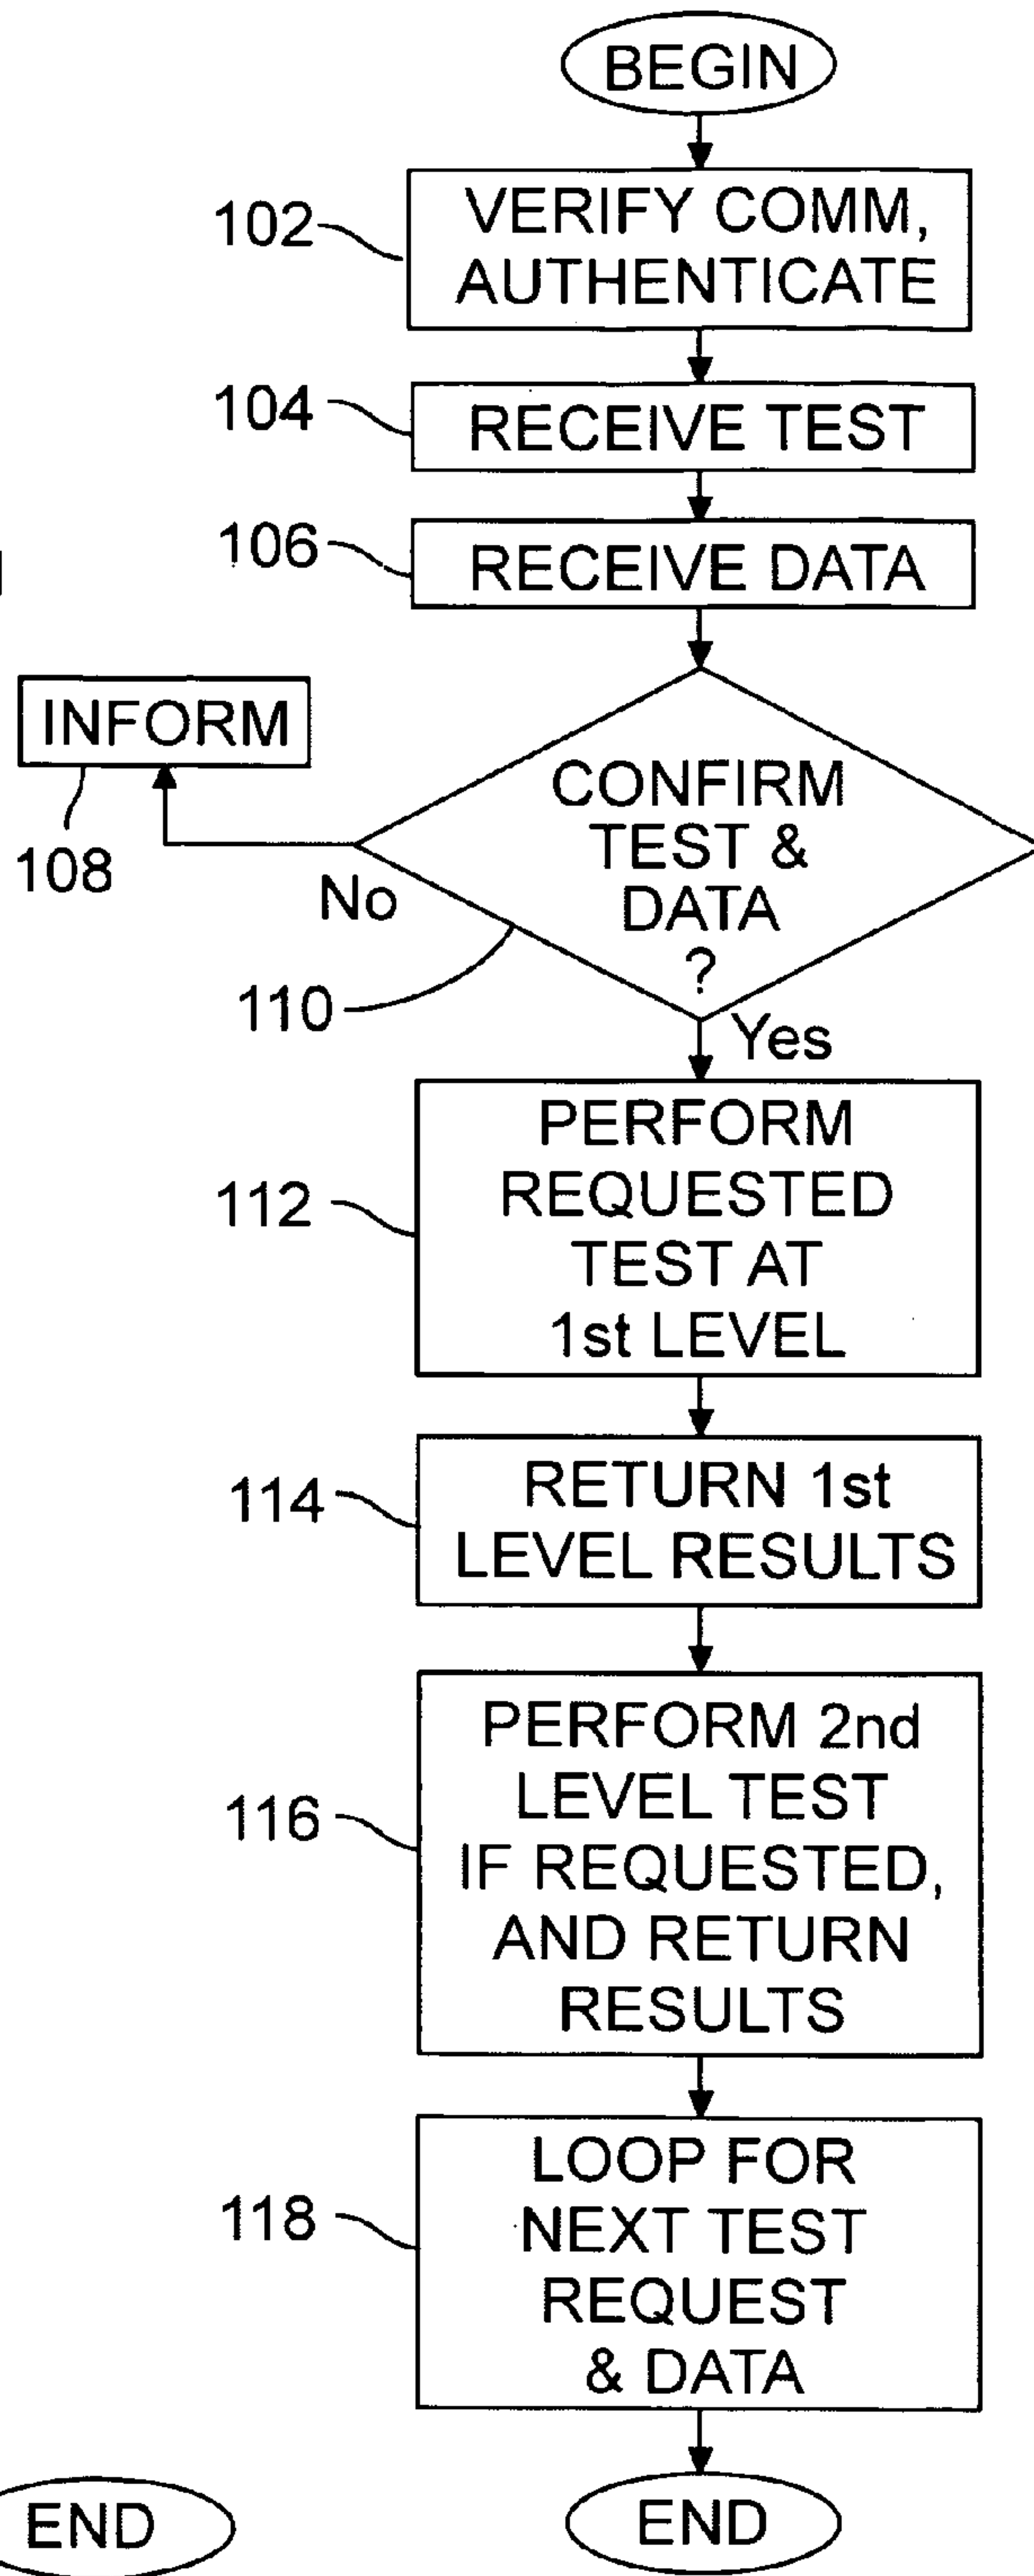 BEGIN
102
VERIFY COMM,
AUTHENTICATE
104
RECEIVE TEST
106
RECEIVE DATA
INFORM
108
CONFIRM
TEST &
DATA
?
No
110
Yes
112
PERFORM
REQUESTED
TEST AT
1st LEVEL
114
RETURN 1st
LEVEL RESULTS
116
PERFORM 2nd
LEVEL TEST
IF REQUESTED,
AND RETURN
RESULTS
118
LOOP FOR
NEXT TEST
REQUEST
& DATA
END
END